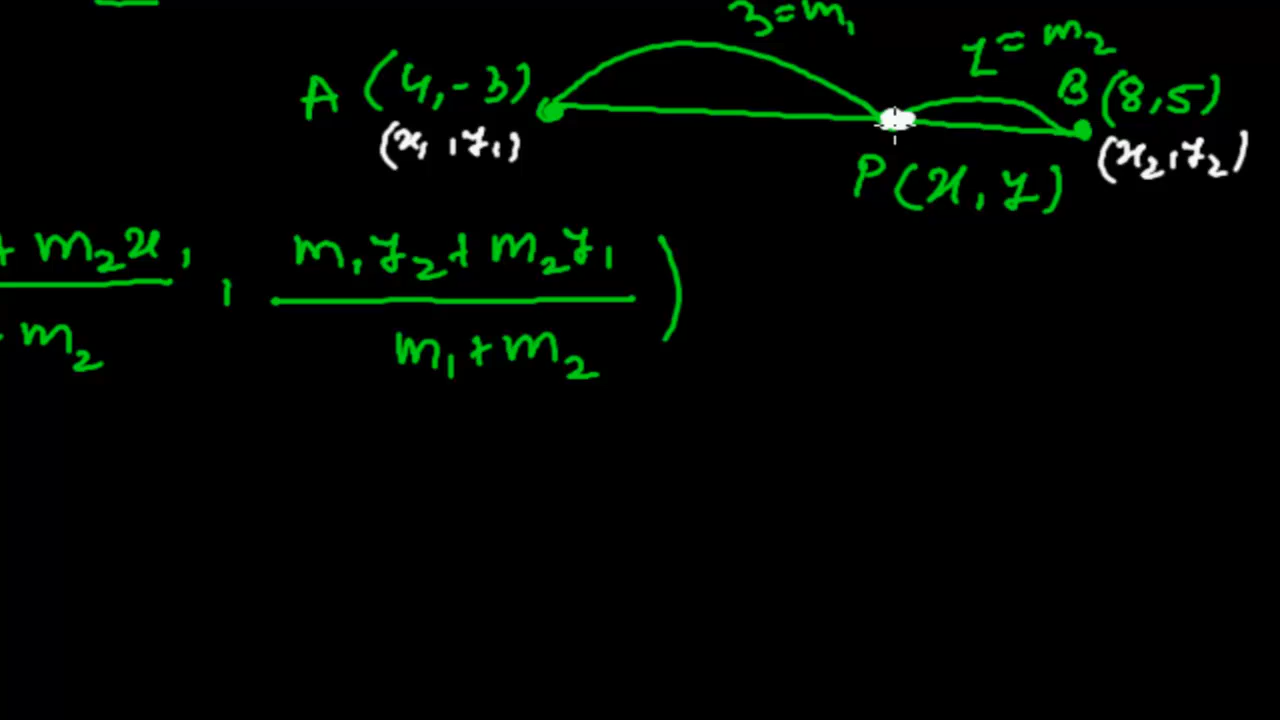 3 = m₁
1 = m₂
A (4, -3) B (8, 5)
(x₁, y₁) (x₂, y₂)
P (x, y)
+ m₂x₁, m₁y₂ + m₂y₁ )
m₂ m₁ + m₂